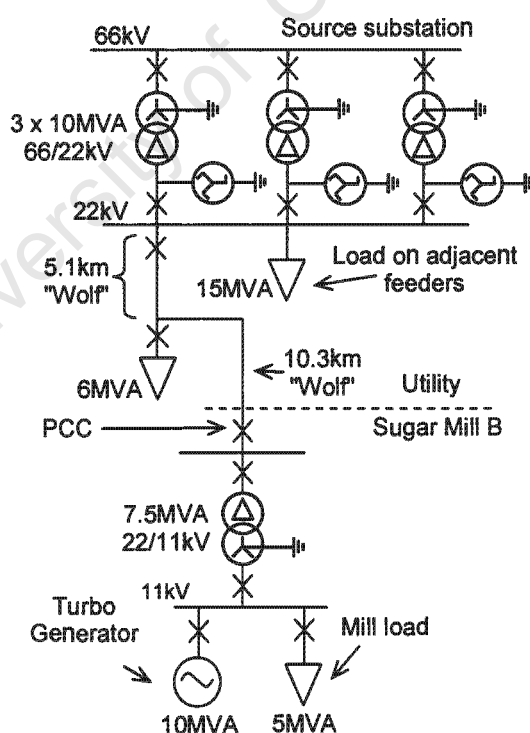 66kV
Source substation
3 x 10MVA
66/22kV
22kV
5.1km
"Wolf"
15MVA
Load on adjacent
feeders
6MVA
10.3km
"Wolf"
Utility
PCC
Sugar Mill B
7.5MVA
22/11kV
11kV
Turbo
Generator
Mill load
10MVA
5MVA